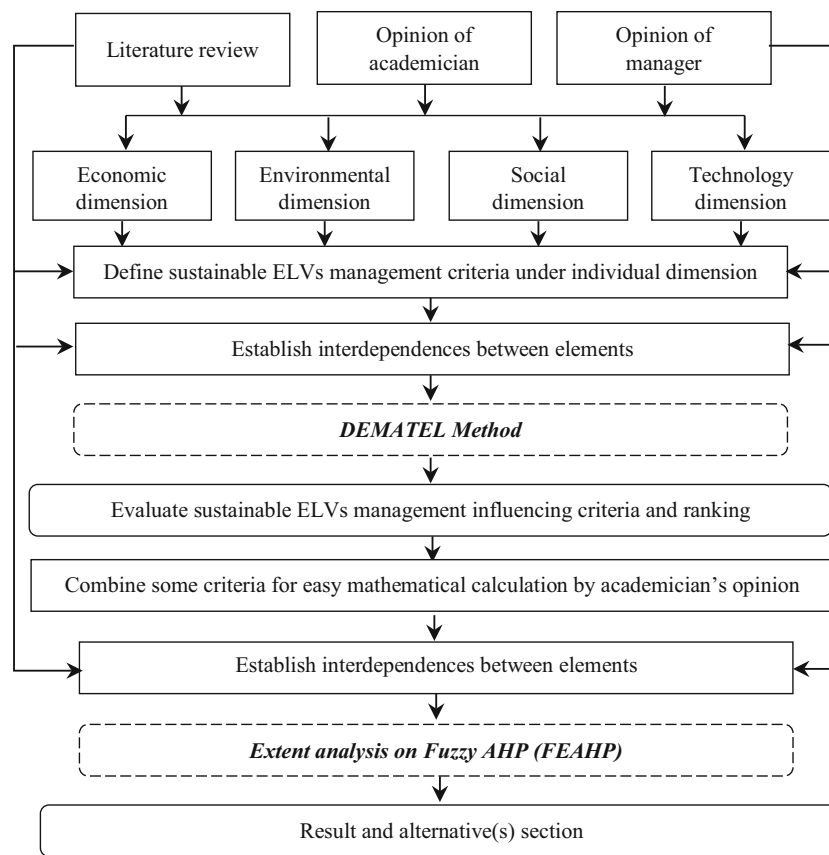 Literature review
Opinion of
academician
Opinion of
manager
Economic
dimension
Environmental
dimension
Social
dimension
Technology
dimension
Define sustainable ELVs management criteria under individual dimension
Establish interdependences between elements
DEMATEL Method
Evaluate sustainable ELVs management influencing criteria and ranking
Combine some criteria for easy mathematical calculation by academician's opinion
Establish interdependences between elements
Extent analysis on Fuzzy AHP (FEAHP)
Result and alternative(s) section